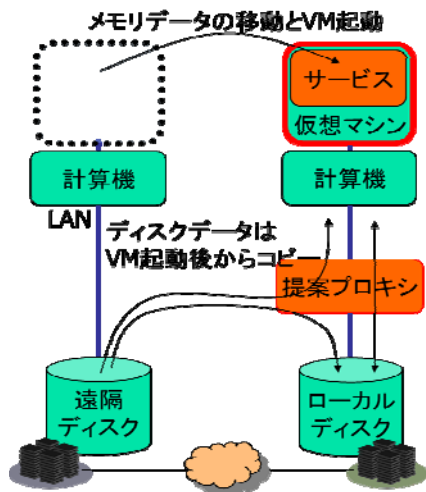 メモリデータの移動とVM起動
サービス
仮想マシン
計算機
計算機
LAN
ディスクデータは
VM起動後からコピー
提案プロキシ
遠隔
ディスク
ローカル
ディスク